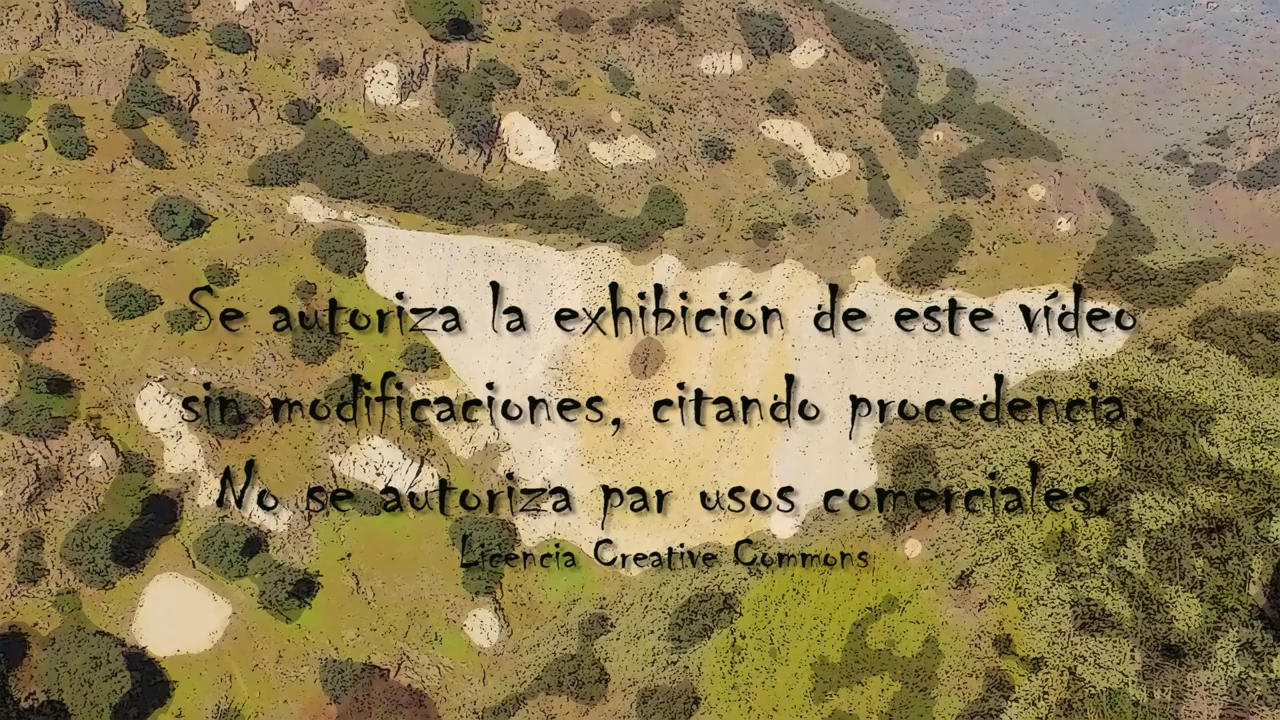 Se autoriza la exhibición de este vídeo
sin modificaciones, citando procedencia.
No se autoriza par usos comerciales.
Licencia Creative Commons